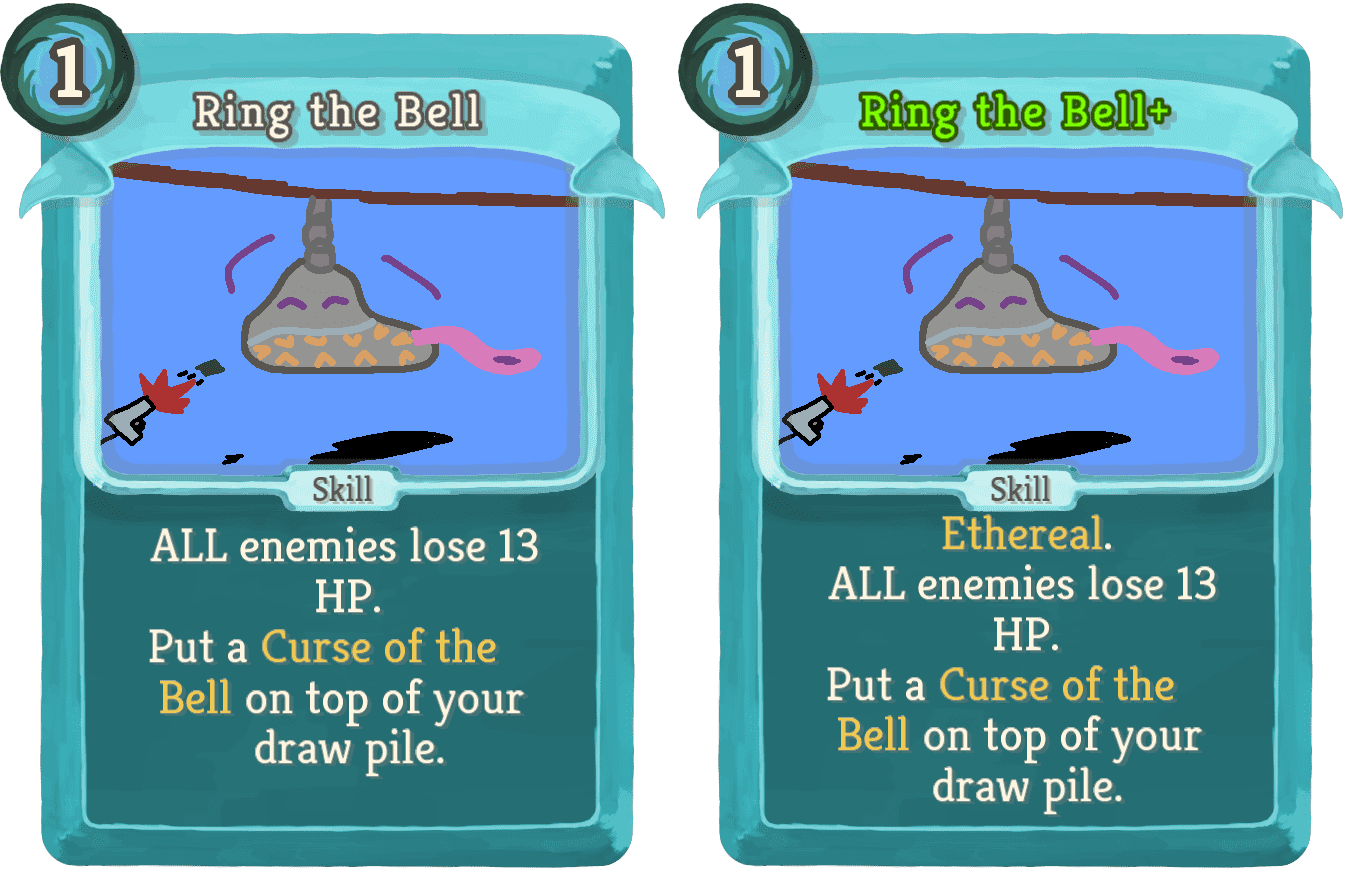 1
Ring the Bell
Skill
ALL enemies lose 13
HP.
Put a Curse of the
Bell on top of your
draw pile.
1
Ring the Bell+
Skill
Ethereal.
ALL enemies lose 13
HP.
Put a Curse of the
Bell on top of your
draw pile.